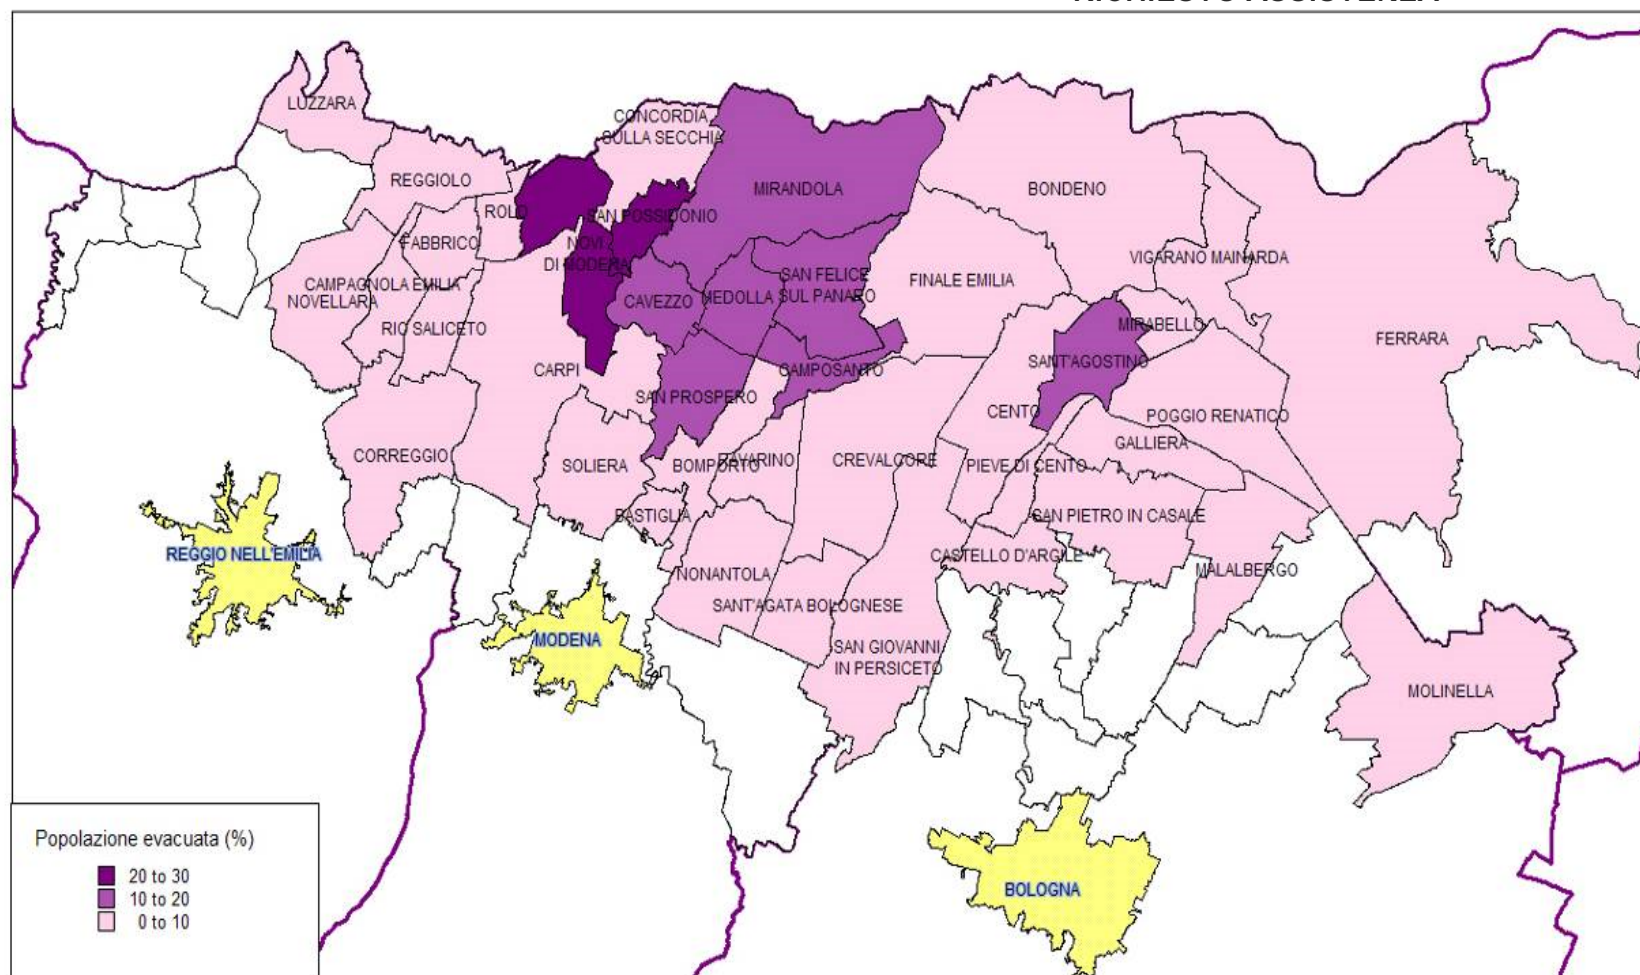 RICHIESTO ASSISTENZA
LUZZARA
CONCORDIA
SULLA SECCHIA
REGGIOLO
MIRANDOLA
BONDENO
ROLO
SAN POSSIDONIO
FABBRICO
NOVI
DI MODENA
VIGARANO MAINARDA
CAMPAGNOLA EMILIA
NOVELLARA
CAVEZZO
MEDOLLA
SAN FELICE
SUL PANARO
FINALE EMILIA
RIO SALICETO
MIRABELLO
FERRARA
CARPI
CAMPOSANTO
SANT'AGOSTINO
SAN PROSPERO
CENTO
POGGIO RENATICO
GALLIERA
CORREGGIO
SOLIERA
BOMPORTO
RAVARINO
CREVALCORE
PIEVE DI CENTO
BASTIGLIA
SAN PIETRO IN CASALE
REGGIO NELL'EMILIA
CASTELLO D'ARGILE
NONANTOLA
MALALBERGO
SANT'AGATA BOLOGNESE
MODENA
SAN GIOVANNI
IN PERSICETO
MOLINELLA
Popolazione evacuata (%)
20 to 30
10 to 20
0 to 10
BOLOGNA